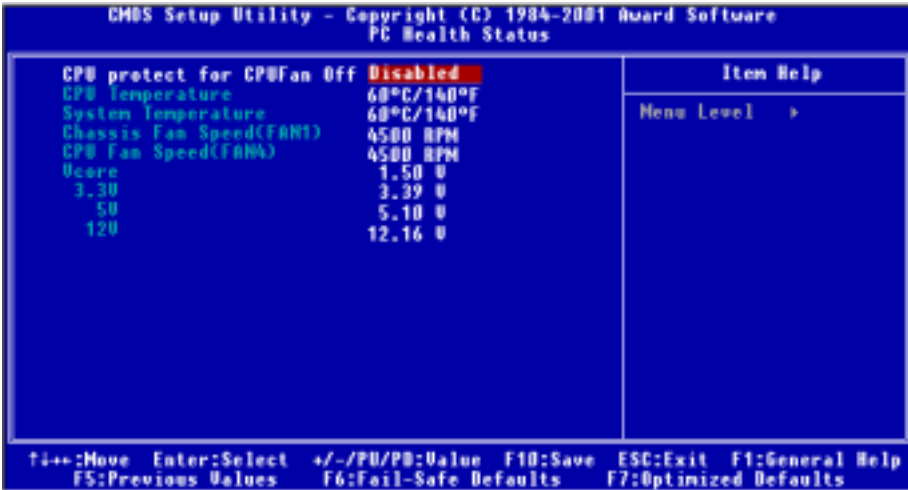 CMOS Setup Utility - Copyright (C) 1984-2001 Award Software
PC Health Status
CPU protect for CPUFan Off Disabled
CPU Temperature 60°C/140°F
System Temperature 60°C/140°F
Chassis Fan Speed(FAN1) 4500 RPM
CPU Fan Speed(FAN4) 4500 RPM
Vcore 1.50 V
3.3V 3.39 V
5V 5.10 V
12V 12.16 V
Item Help
Menu Level ▸
↑↓→←:Move Enter:Select +/-/PU/PD:Value F10:Save ESC:Exit F1:General Help
F5:Previous Values F6:Fail-Safe Defaults F7:Optimized Defaults